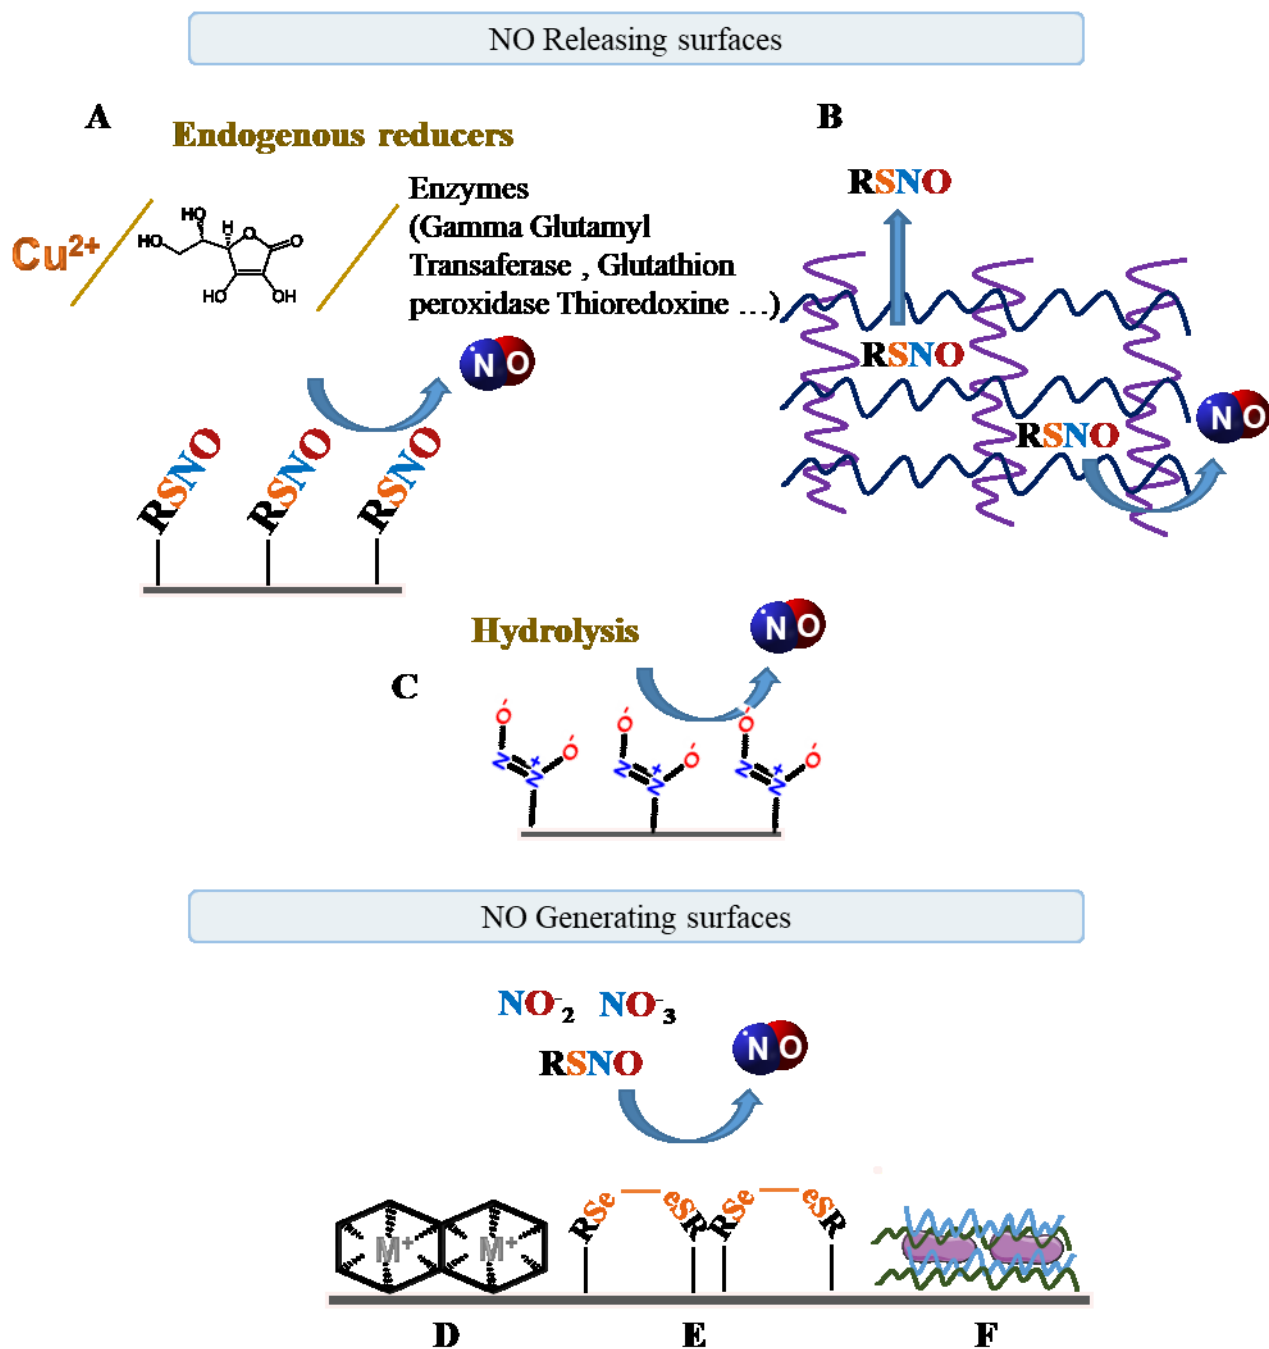 NO Releasing surfaces
A
Endogenous reducers
Cu²⁺
HO
HO
H
O
O
HO
OH
Enzymes
(Gamma Glutamyl
Transaferase , Glutathion
peroxidase Thioredoxine ...)
NO
RSNO
RSNO
RSNO
B
RSNO
RSNO
RSNO
NO
Hydrolysis
NO
C
O⁻
N
N⁺
O⁻
O⁻
N
N⁺
O⁻
O⁻
N
N⁺
O⁻
NO Generating surfaces
NO⁻₂ NO⁻₃
RSNO
NO
M⁺ M⁺
RSe eSR RSe eSR
D E F